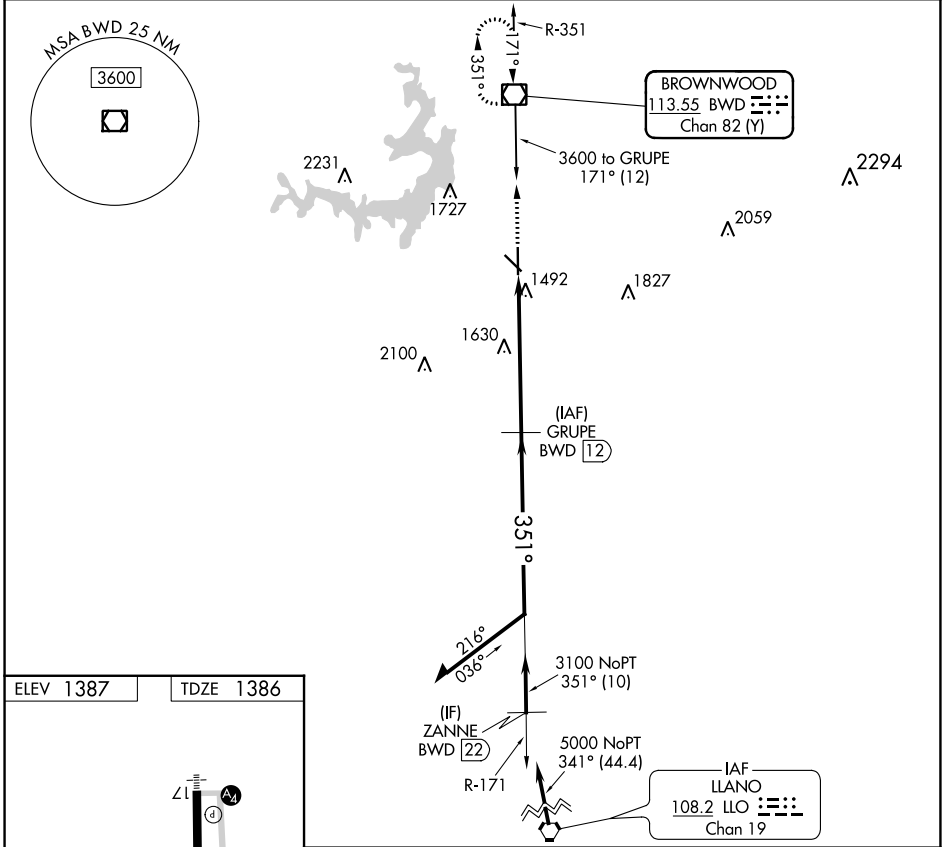 MSA BWD 25 NM
3600
R-351
351°
171°
BROWNWOOD
113.55 BWD
Chan 82 (Y)
3600 to GRUPE
171° (12)
2231
1727
2294
2059
1492
1827
1630
2100
(IAF)
GRUPE
BWD 12
351°
216°
036°
3100 NoPT
351° (10)
(IF)
ZANNE
BWD 22
R-171
5000 NoPT
341° (44.4)
IAF
LLANO
108.2 LLO
Chan 19
ELEV 1387
TDZE 1386
17
A4
P